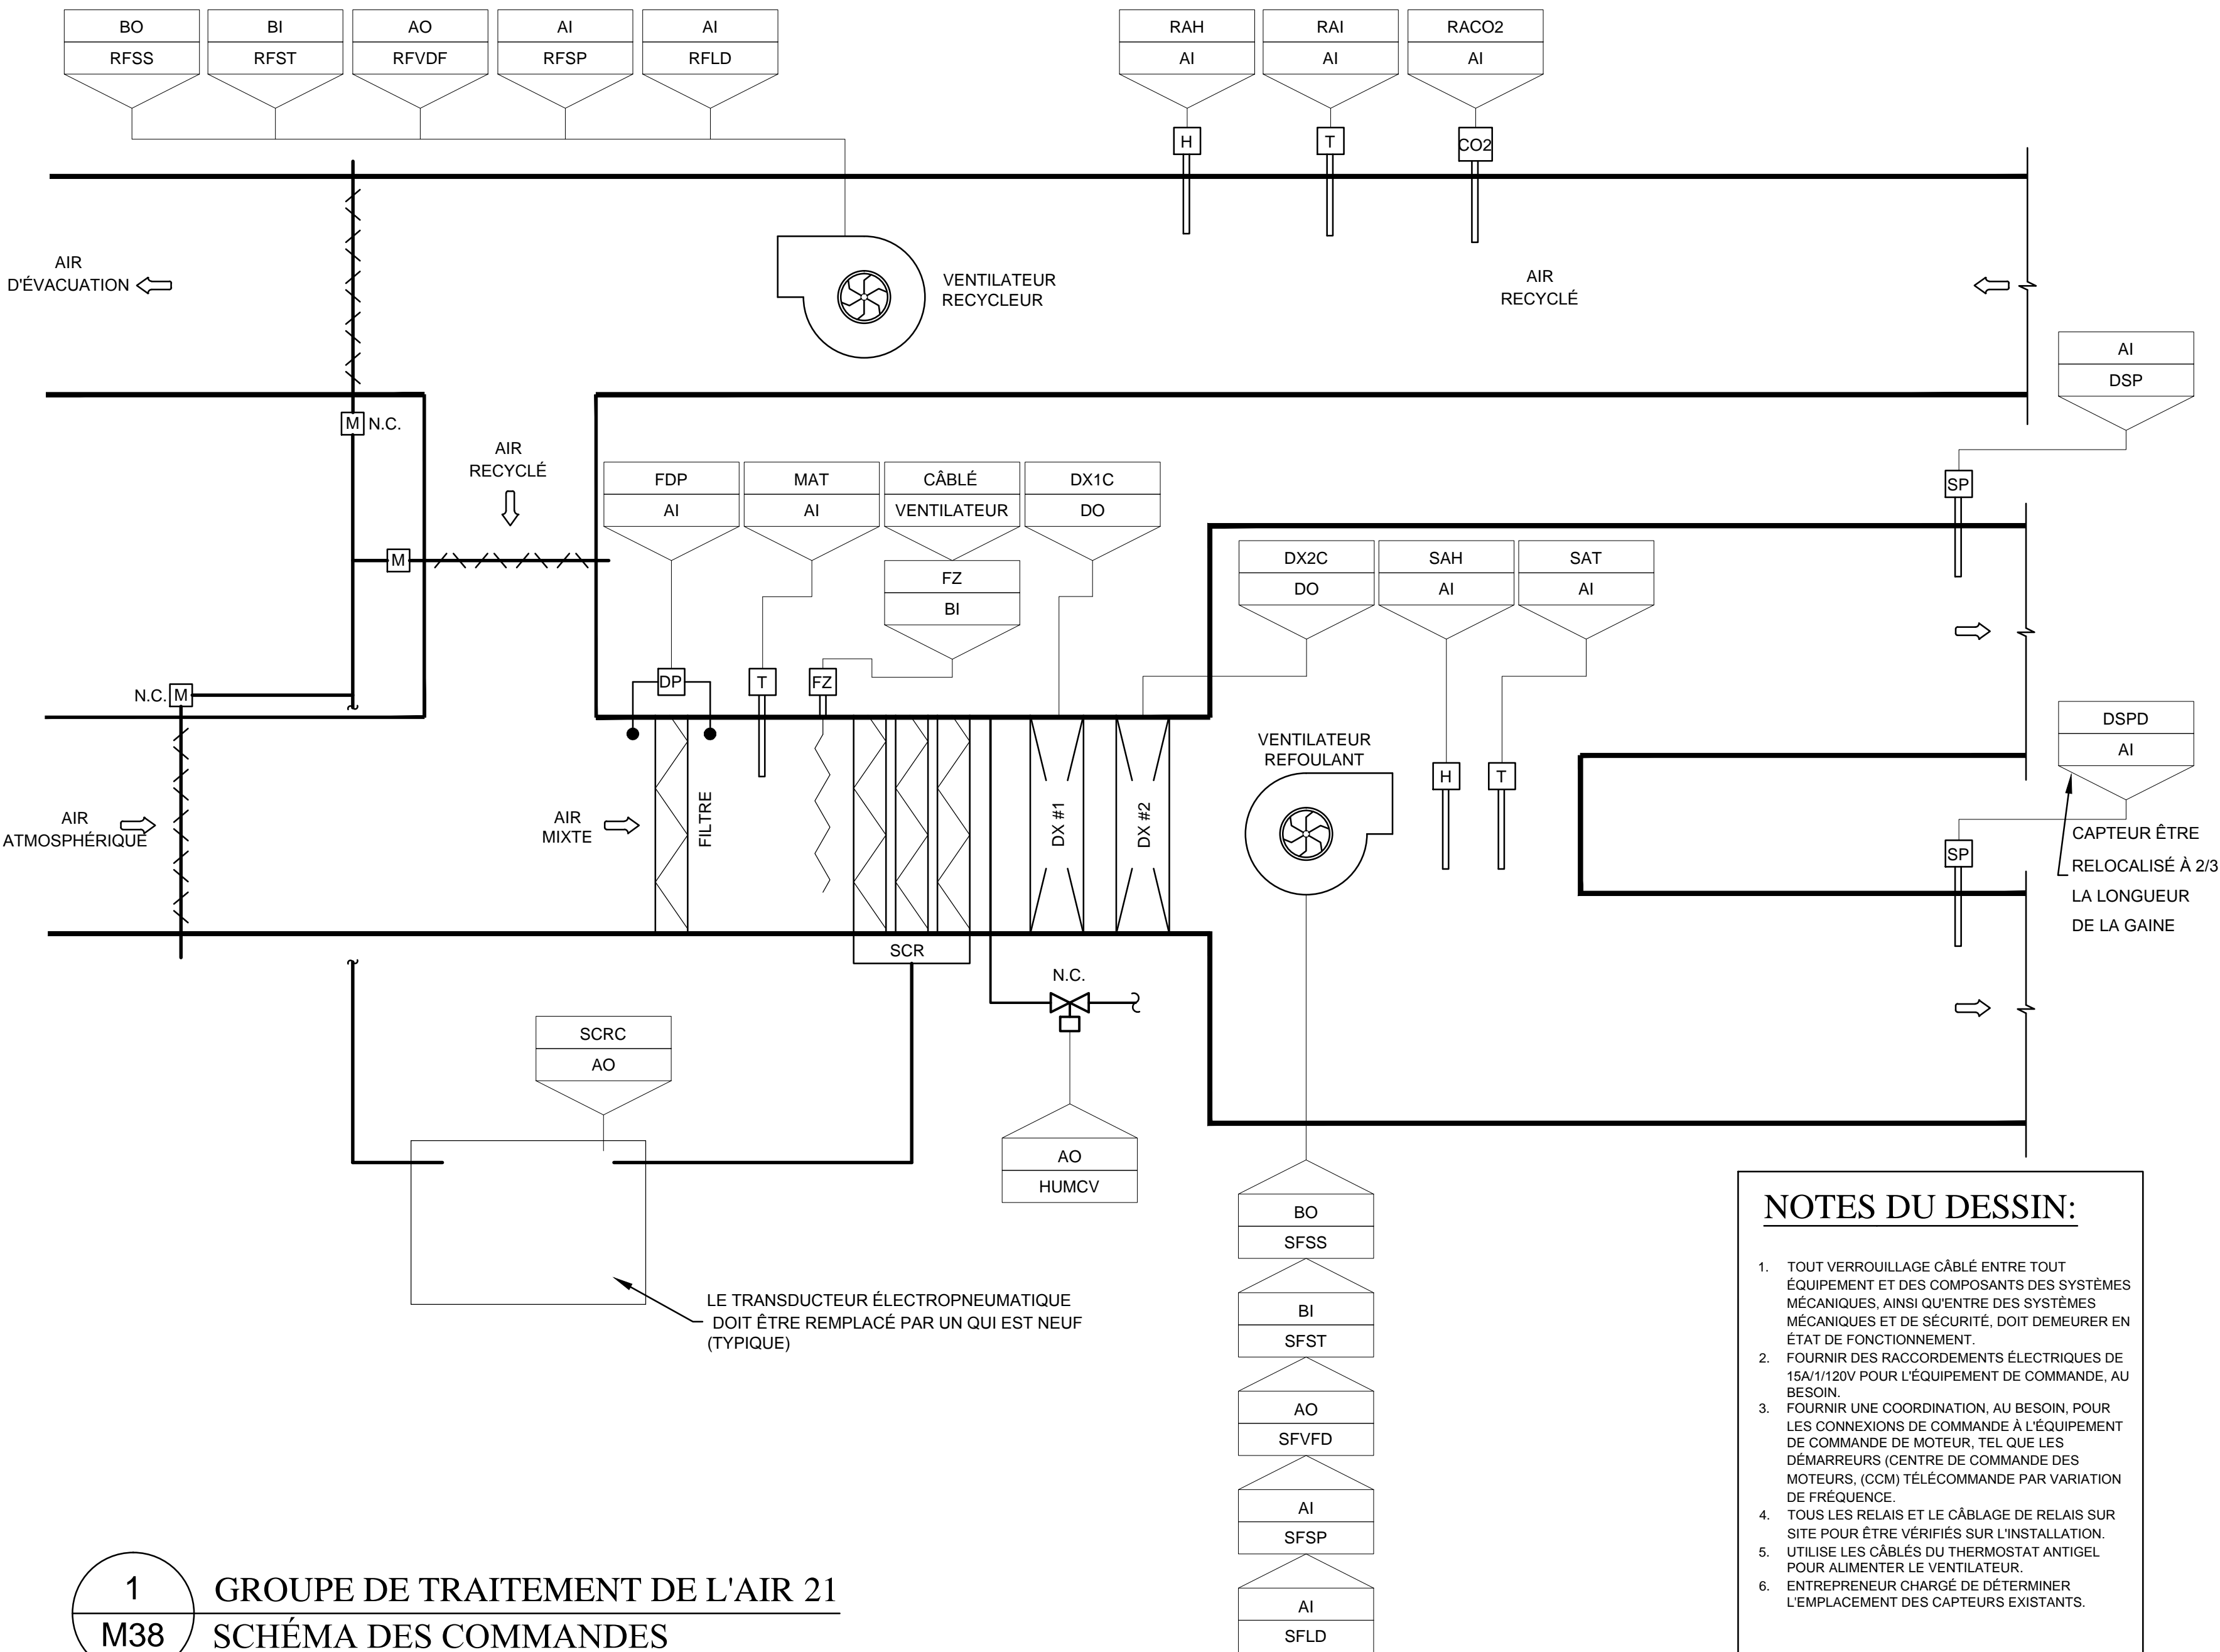 BO
RFSS
BI
RFST
AO
RFVDF
AI
RFSP
AI
RFLD
RAH
AI
RAI
AI
RACO2
AI
H
T
CO2
AIR
D'ÉVACUATION
VENTILATEUR
RECYCLEUR
AIR
RECYCLÉ
AI
DSP
M
N.C.
AIR
RECYCLÉ
FDP
AI
MAT
AI
CÂBLÉ
VENTILATEUR
FZ
BI
DX1C
DO
SP
M
DX2C
DO
SAH
AI
SAT
AI
N.C.
M
DP
T
FZ
DSPD
AI
VENTILATEUR
REFOULANT
H
T
AIR
ATMOSPHÉRIQUE
AIR
MIXTE
FILTRE
DX #1
DX #2
SP
CAPTEUR ÊTRE
RELOCALISÉ À 2/3
LA LONGUEUR
DE LA GAINE
SCR
N.C.
SCRC
AO
AO
HUMCV
LE TRANSDUCTEUR ÉLECTROPNEUMATIQUE
DOIT ÊTRE REMPLACÉ PAR UN QUI EST NEUF
(TYPIQUE)
BO
SFSS
BI
SFST
AO
SFVFD
AI
SFSP
AI
SFLD
NOTES DU DESSIN:
1. TOUT VERROUILLAGE CÂBLÉ ENTRE TOUT
ÉQUIPEMENT ET DES COMPOSANTS DES SYSTÈMES
MÉCANIQUES, AINSI QU'ENTRE DES SYSTÈMES
MÉCANIQUES ET DE SÉCURITÉ, DOIT DEMEURER EN
ÉTAT DE FONCTIONNEMENT.
2. FOURNIR DES RACCORDEMENTS ÉLECTRIQUES DE
15A/1/120V POUR L'ÉQUIPEMENT DE COMMANDE, AU
BESOIN.
3. FOURNIR UNE COORDINATION, AU BESOIN, POUR
LES CONNEXIONS DE COMMANDE À L'ÉQUIPEMENT
DE COMMANDE DE MOTEUR, TEL QUE LES
DÉMARREURS (CENTRE DE COMMANDE DES
MOTEURS, (CCM) TÉLÉCOMMANDE PAR VARIATION
DE FRÉQUENCE.
4. TOUS LES RELAIS ET LE CÂBLAGE DE RELAIS SUR
SITE POUR ÊTRE VÉRIFIÉS SUR L'INSTALLATION.
5. UTILISE LES CÂBLÉS DU THERMOSTAT ANTIGEL
POUR ALIMENTER LE VENTILATEUR.
6. ENTREPRENEUR CHARGÉ DE DÉTERMINER
L'EMPLACEMENT DES CAPTEURS EXISTANTS.
1
M38
GROUPE DE TRAITEMENT DE L'AIR 21
SCHÉMA DES COMMANDES